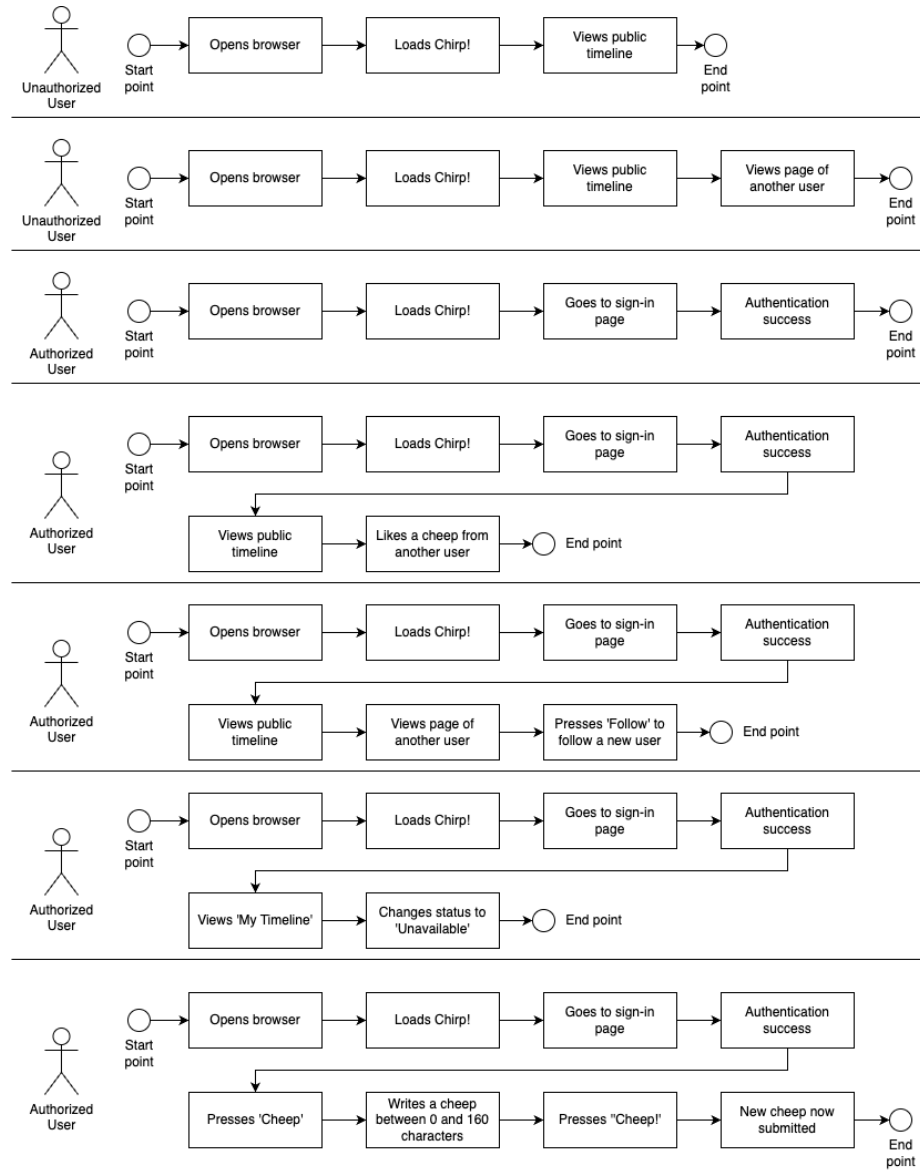 Opens browser
Loads Chirp!
Views public
timeline
Start
point
End
point
Unauthorized
User
Opens browser
Loads Chirp!
Views public
timeline
Views page of
another user
Start
point
End
point
Unauthorized
User
Opens browser
Loads Chirp!
Goes to sign-in
page
Authentication
success
Start
point
End
point
Authorized
User
Opens browser
Loads Chirp!
Goes to sign-in
page
Authentication
success
Start
point
Authorized
User
Views public
timeline
Likes a cheep from
another user
End point
Opens browser
Loads Chirp!
Goes to sign-in
page
Authentication
success
Start
point
Authorized
User
Views public
timeline
Views page of
another user
Presses 'Follow' to
follow a new user
End point
Opens browser
Loads Chirp!
Goes to sign-in
page
Authentication
success
Start
point
Authorized
User
Views 'My Timeline'
Changes status to
'Unavailable'
End point
Opens browser
Loads Chirp!
Goes to sign-in
page
Authentication
success
Start
point
Authorized
User
Presses 'Cheep'
Writes a cheep
between 0 and 160
characters
Presses "Cheep!'
New cheep now
submitted
End
point